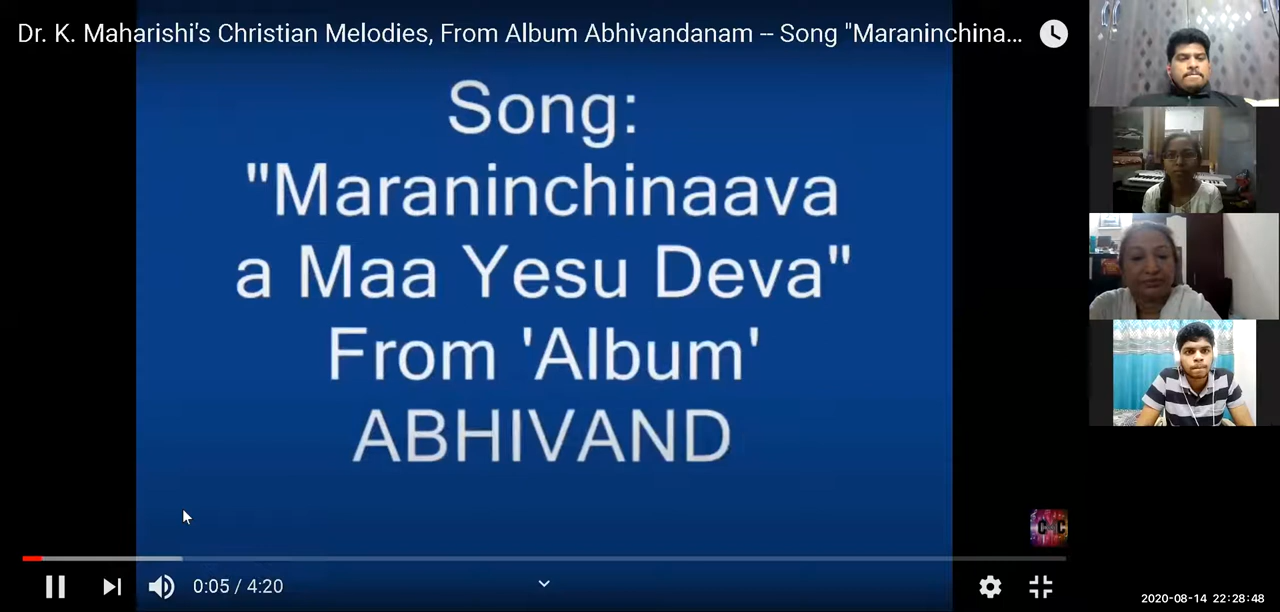 Dr. K. Maharishi's Christian Melodies, From Album Abhivandanam -- Song "Maraninchina...
Song:
"Maraninchinaava
a Maa Yesu Deva"
From 'Album'
ABHIVAND
0:05 / 4:20
2020-08-14 22:28:48